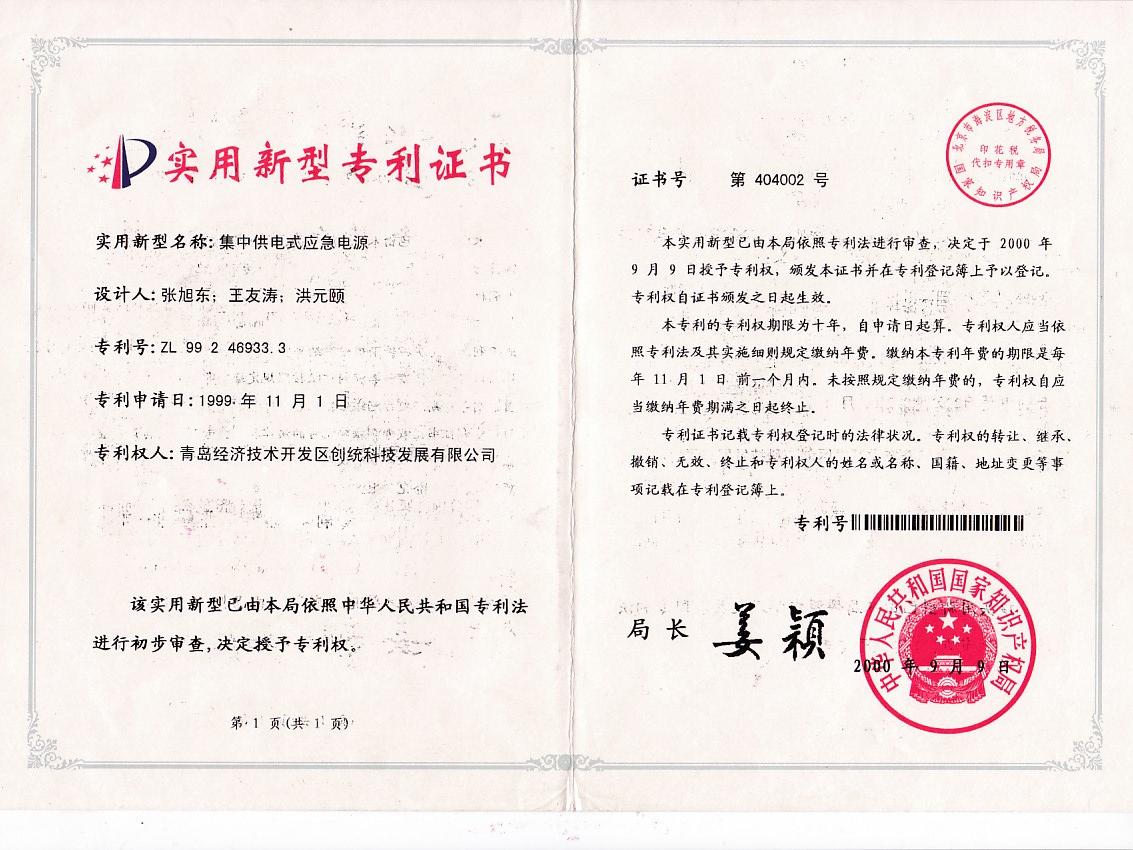 实用新型专利证书
实用新型名称: 集中供电式应急电源
设计人: 张旭东; 王友涛; 洪元颐
专利号: ZL 99 2 46933.3
专利申请日: 1999 年 11 月 1 日
专利权人: 青岛经济技术开发区创统科技发展有限公司
该实用新型已由本局依照中华人民共和国专利法
进行初步审查,决定授予专利权。
第 1 页(共 1 页)
证书号 第 404002 号
北京市海淀区地方税务局
印花税
代扣专用章
国家知识产权局
本实用新型已由本局依照专利法进行审查，决定于 2000 年
9 月 9 日授予专利权，颁发本证书并在专利登记簿上予以登记。
专利权自证书颁发之日起生效。
本专利的专利权期限为十年，自申请日起算。专利权人应当依
照专利法及其实施细则规定缴纳年费。缴纳本专利年费的期限是每
年 11 月 1 日 前一个月内。未按照规定缴纳年费的，专利权自应
当缴纳年费期满之日起终止。
专利证书记载专利权登记时的法律状况。专利权的转让、继承、
撤销、无效、终止和专利权人的姓名或名称、国籍、地址变更等事
项记载在专利登记簿上。
专利号
局长 姜颖
中华人民共和国国家知识产权局
2000 年 9 月 9 日